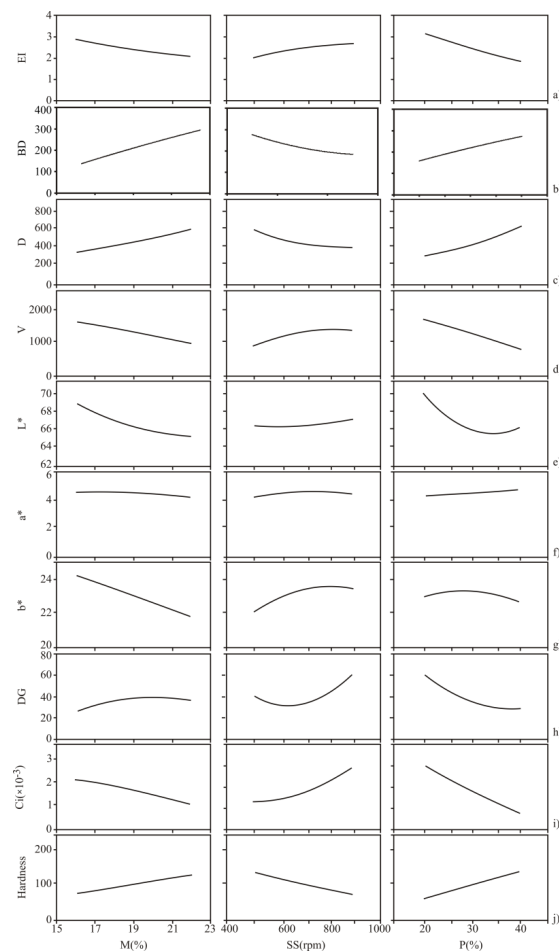 4
3
2
1
0
EI
a
400
300
200
100
0
BD
b
800
600
400
200
0
D
c)
2000
1000
0
V
d)
70
68
66
64
62
L*
e)
6
4
2
0
a*
f)
24
22
20
b*
g
80
60
40
20
0
DG
h
3
2
1
0
Ci(×10-3)
i)
200
100
0
Hardness
j)
15 17 19 21 23 400 600 800 1000 20 30 40
M(%) SS(rpm) P(%)